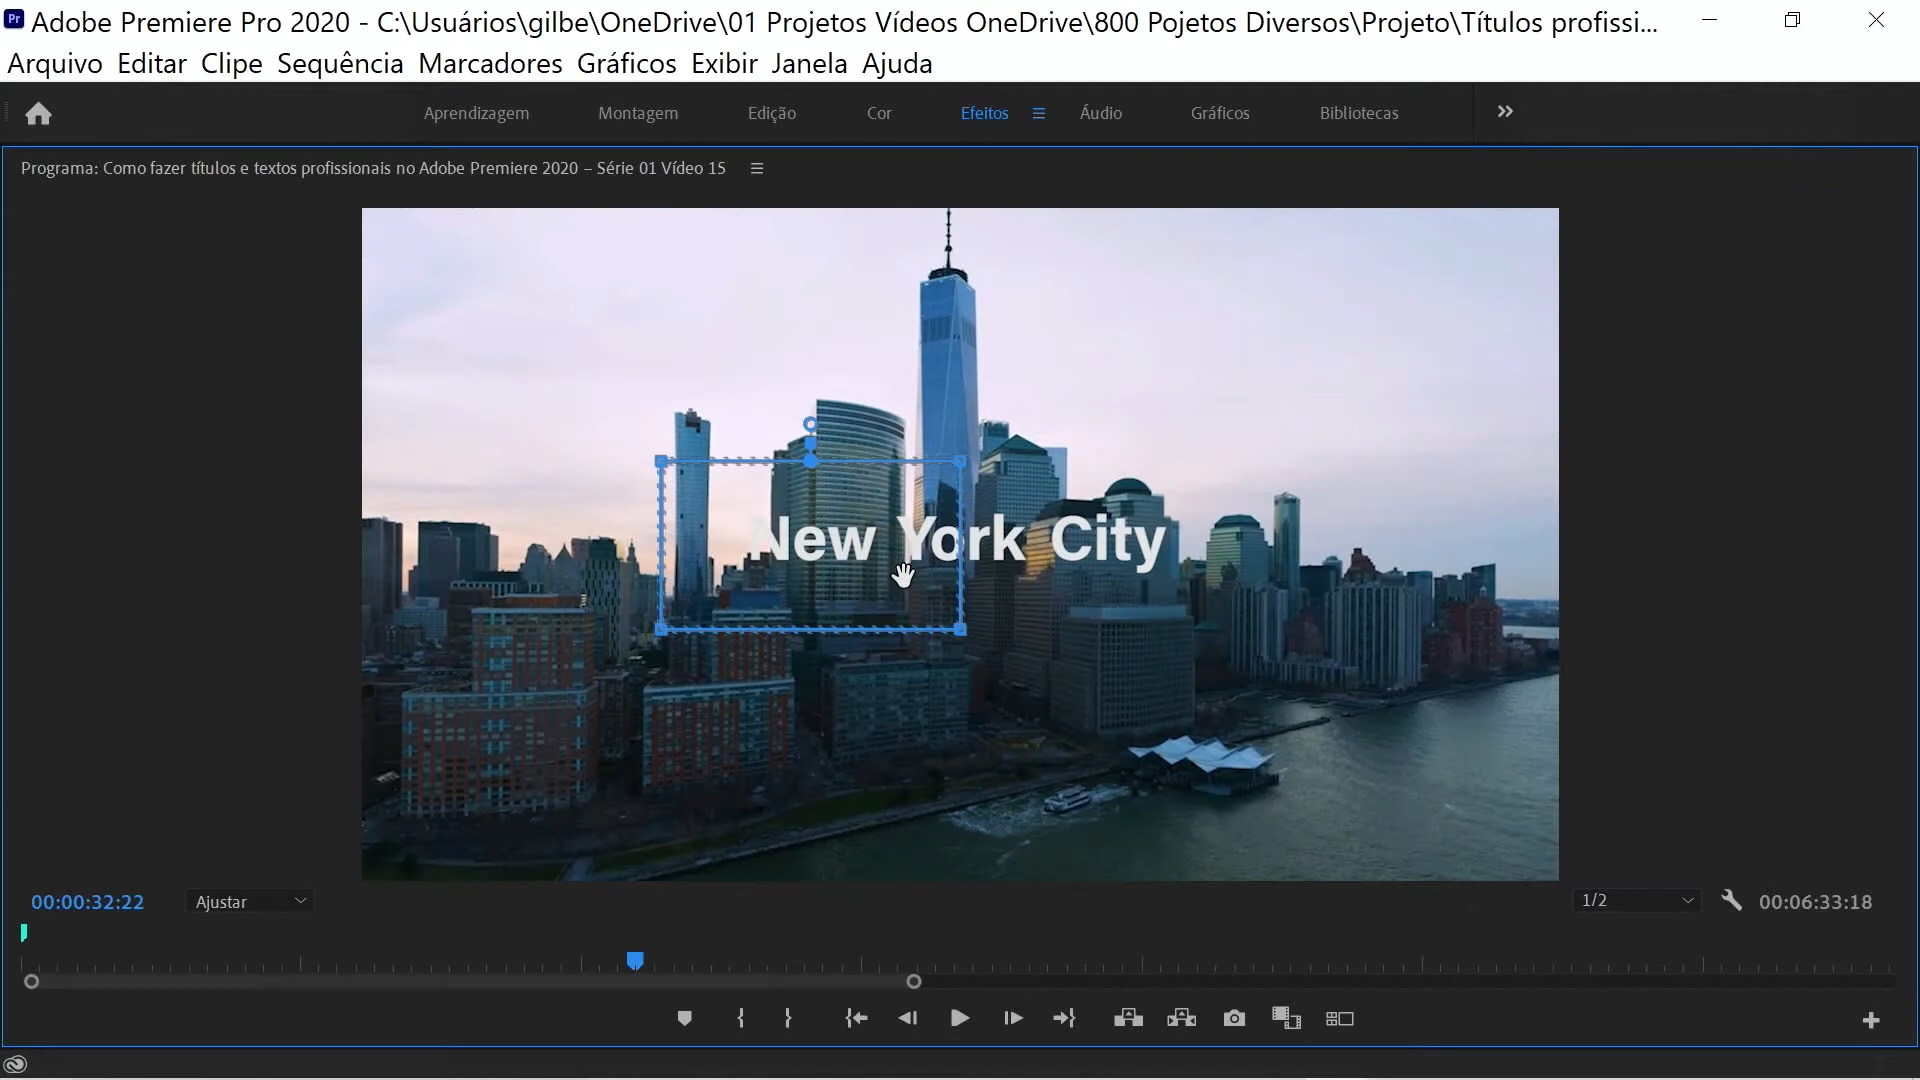 Pr Adobe Premiere Pro 2020 - C:\Usuários\gilbe\OneDrive\01 Projetos Vídeos OneDrive\800 Pojetos Diversos\Projeto\Títulos profissi...
Arquivo Editar Clipe Sequência Marcadores Gráficos Exibir Janela Ajuda
Aprendizagem Montagem Edição Cor Efeitos Áudio Gráficos Bibliotecas
Programa: Como fazer títulos e textos profissionais no Adobe Premiere 2020 – Série 01 Vídeo 15
New York City
00:00:32:22 Ajustar 1/2 00:06:33:18